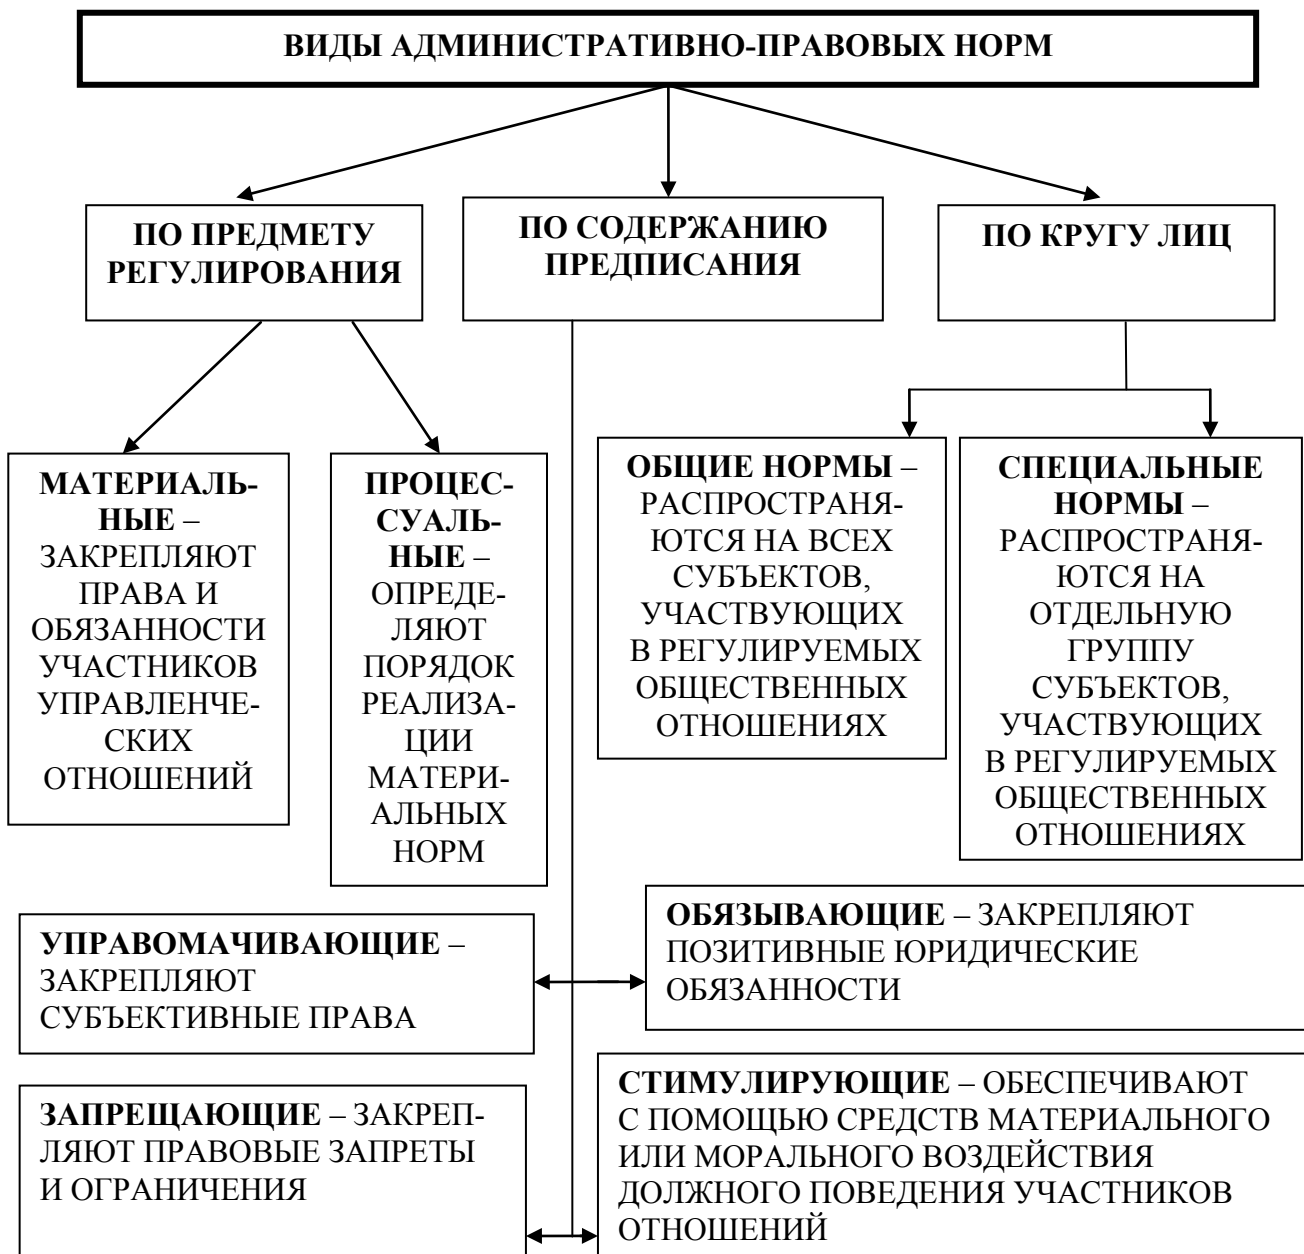 ВИДЫ АДМИНИСТРАТИВНО-ПРАВОВЫХ НОРМ
ПО ПРЕДМЕТУ
РЕГУЛИРОВАНИЯ
ПО СОДЕРЖАНИЮ
ПРЕДПИСАНИЯ
ПО КРУГУ ЛИЦ
МАТЕРИАЛЬ-
НЫЕ –
ЗАКРЕПЛЯЮТ
ПРАВА И
ОБЯЗАННОСТИ
УЧАСТНИКОВ
УПРАВЛЕНЧЕ-
СКИХ
ОТНОШЕНИЙ
ПРОЦЕС-
СУАЛЬ-
НЫЕ –
ОПРЕДЕ-
ЛЯЮТ
ПОРЯДОК
РЕАЛИЗА-
ЦИИ
МАТЕРИ-
АЛЬНЫХ
НОРМ
ОБЩИЕ НОРМЫ –
РАСПРОСТРАНЯ-
ЮТСЯ НА ВСЕХ
СУБЪЕКТОВ,
УЧАСТВУЮЩИХ
В РЕГУЛИРУЕМЫХ
ОБЩЕСТВЕННЫХ
ОТНОШЕНИЯХ
СПЕЦИАЛЬНЫЕ
НОРМЫ –
РАСПРОСТРАНЯ-
ЮТСЯ НА
ОТДЕЛЬНУЮ
ГРУППУ
СУБЪЕКТОВ,
УЧАСТВУЮЩИХ
В РЕГУЛИРУЕМЫХ
ОБЩЕСТВЕННЫХ
ОТНОШЕНИЯХ
УПРАВОМАЧИВАЮЩИЕ –
ЗАКРЕПЛЯЮТ
СУБЪЕКТИВНЫЕ ПРАВА
ОБЯЗЫВАЮЩИЕ – ЗАКРЕПЛЯЮТ
ПОЗИТИВНЫЕ ЮРИДИЧЕСКИЕ
ОБЯЗАННОСТИ
ЗАПРЕЩАЮЩИЕ – ЗАКРЕП-
ЛЯЮТ ПРАВОВЫЕ ЗАПРЕТЫ
И ОГРАНИЧЕНИЯ
СТИМУЛИРУЮЩИЕ – ОБЕСПЕЧИВАЮТ
С ПОМОЩЬЮ СРЕДСТВ МАТЕРИАЛЬНОГО
ИЛИ МОРАЛЬНОГО ВОЗДЕЙСТВИЯ
ДОЛЖНОГО ПОВЕДЕНИЯ УЧАСТНИКОВ
ОТНОШЕНИЙ